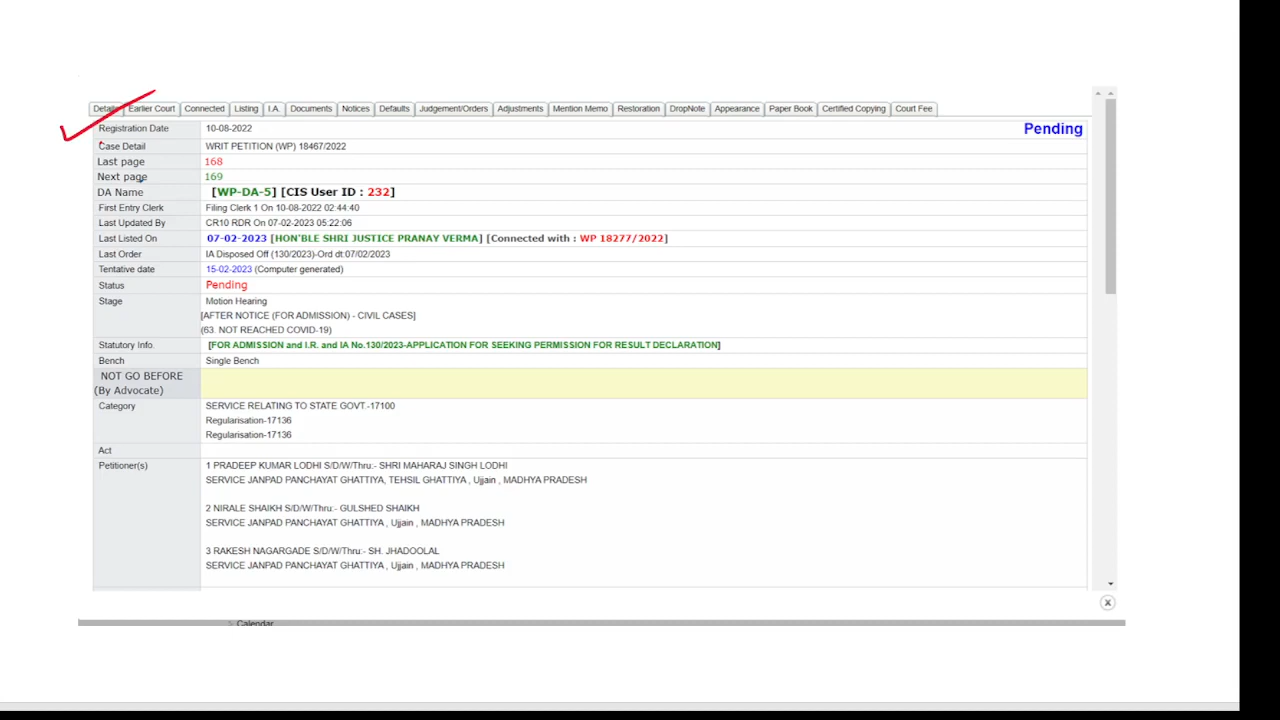 Details Earlier Court Connected Listing I.A. Documents Notices Defaults Judgement/Orders Adjustments Mention Memo Restoration DropNote Appearance Paper Book Certified Copying Court Fee
Registration Date 10-08-2022 Pending
Case Detail WRIT PETITION (WP) 18467/2022
Last page 168
Next page 169
DA Name [WP-DA-5] [CIS User ID : 232]
First Entry Clerk Filing Clerk 1 On 10-08-2022 02:44:40
Last Updated By CR10 RDR On 07-02-2023 05:22:06
Last Listed On 07-02-2023 [HON'BLE SHRI JUSTICE PRANAY VERMA] [Connected with : WP 18277/2022]
Last Order IA Disposed Off (130/2023)-Ord dt:07/02/2023
Tentative date 15-02-2023 (Computer generated)
Status Pending
Stage Motion Hearing
[AFTER NOTICE (FOR ADMISSION) - CIVIL CASES]
(63. NOT REACHED COVID-19)
Statutory Info. [FOR ADMISSION and I.R. and IA No.130/2023-APPLICATION FOR SEEKING PERMISSION FOR RESULT DECLARATION]
Bench Single Bench
NOT GO BEFORE
(By Advocate)
Category SERVICE RELATING TO STATE GOVT.-17100
Regularisation-17136
Regularisation-17136
Act
Petitioner(s) 1 PRADEEP KUMAR LODHI S/D/W/Thru:- SHRI MAHARAJ SINGH LODHI
SERVICE JANPAD PANCHAYAT GHATTIYA, TEHSIL GHATTIYA , Ujjain , MADHYA PRADESH
2 NIRALE SHAIKH S/D/W/Thru:- GULSHED SHAIKH
SERVICE JANPAD PANCHAYAT GHATTIYA , Ujjain , MADHYA PRADESH
3 RAKESH NAGARGADE S/D/W/Thru:- SH. JHADOOLAL
SERVICE JANPAD PANCHAYAT GHATTIYA , Ujjain , MADHYA PRADESH
Calendar